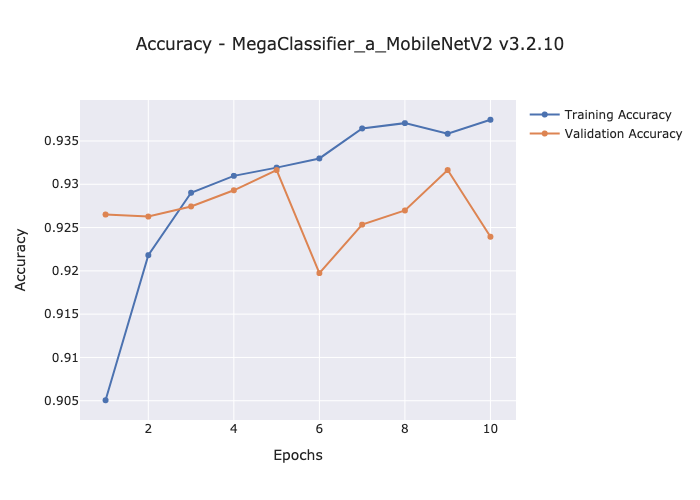 Accuracy - MegaClassifier_a_MobileNetV2 v3.2.10
Training Accuracy
Validation Accuracy
0.935
0.93
0.925
0.92
0.915
0.91
0.905
Accuracy
2 4 6 8 10
Epochs